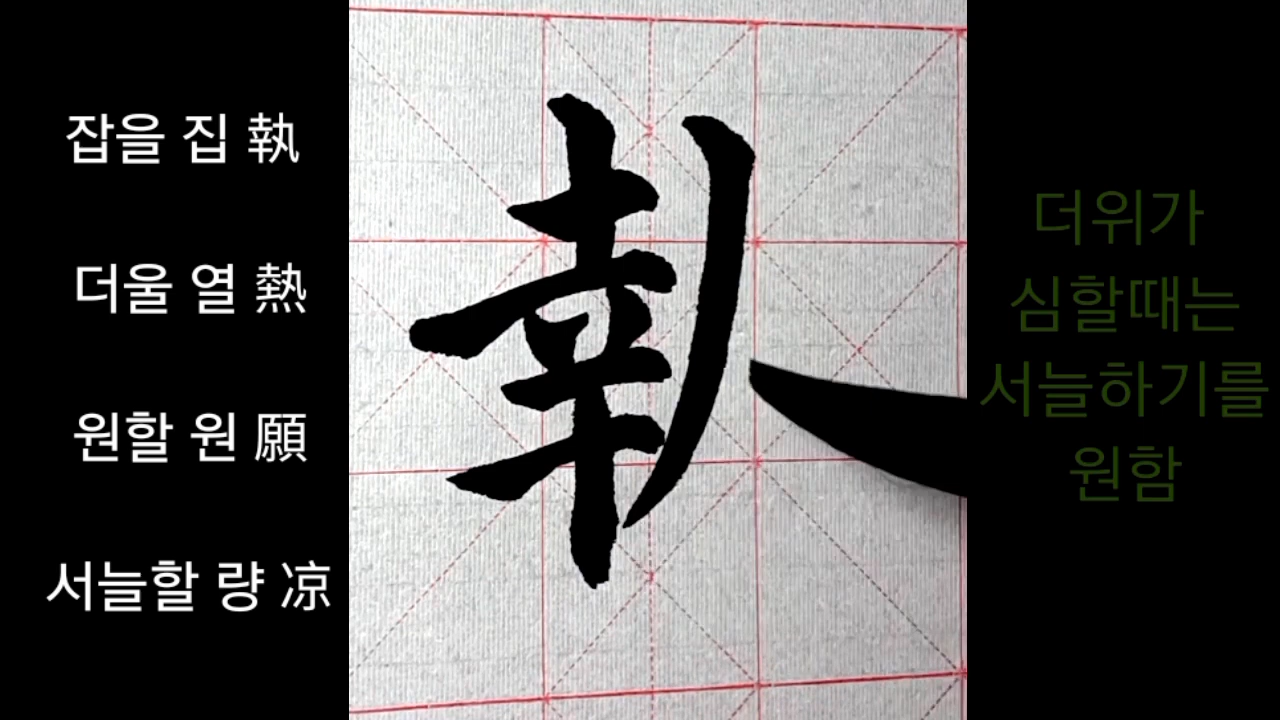 잡을 집 執
더울 열 熱
원할 원 願
서늘할 량 凉
더위가
심할때는
서늘하기를
원함